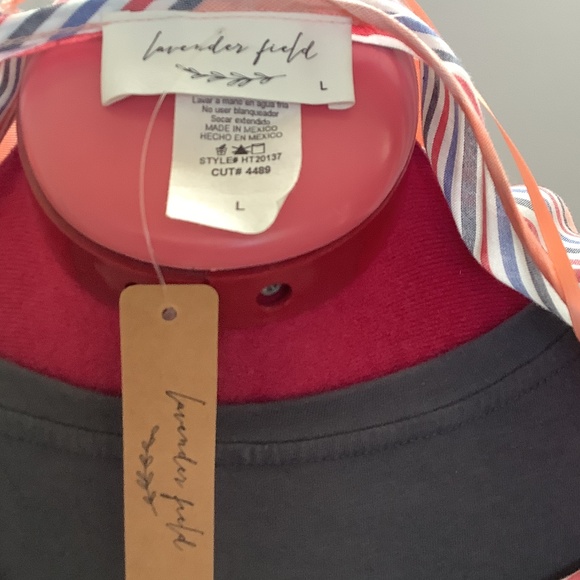 lavender field
L
Lavar a mano en agua fria
No user blanqueador
Secar extendido
MADE IN MEXICO
HECHO EN MEXICO
STYLE# HT20137
CUT# 4489
L
lavender field